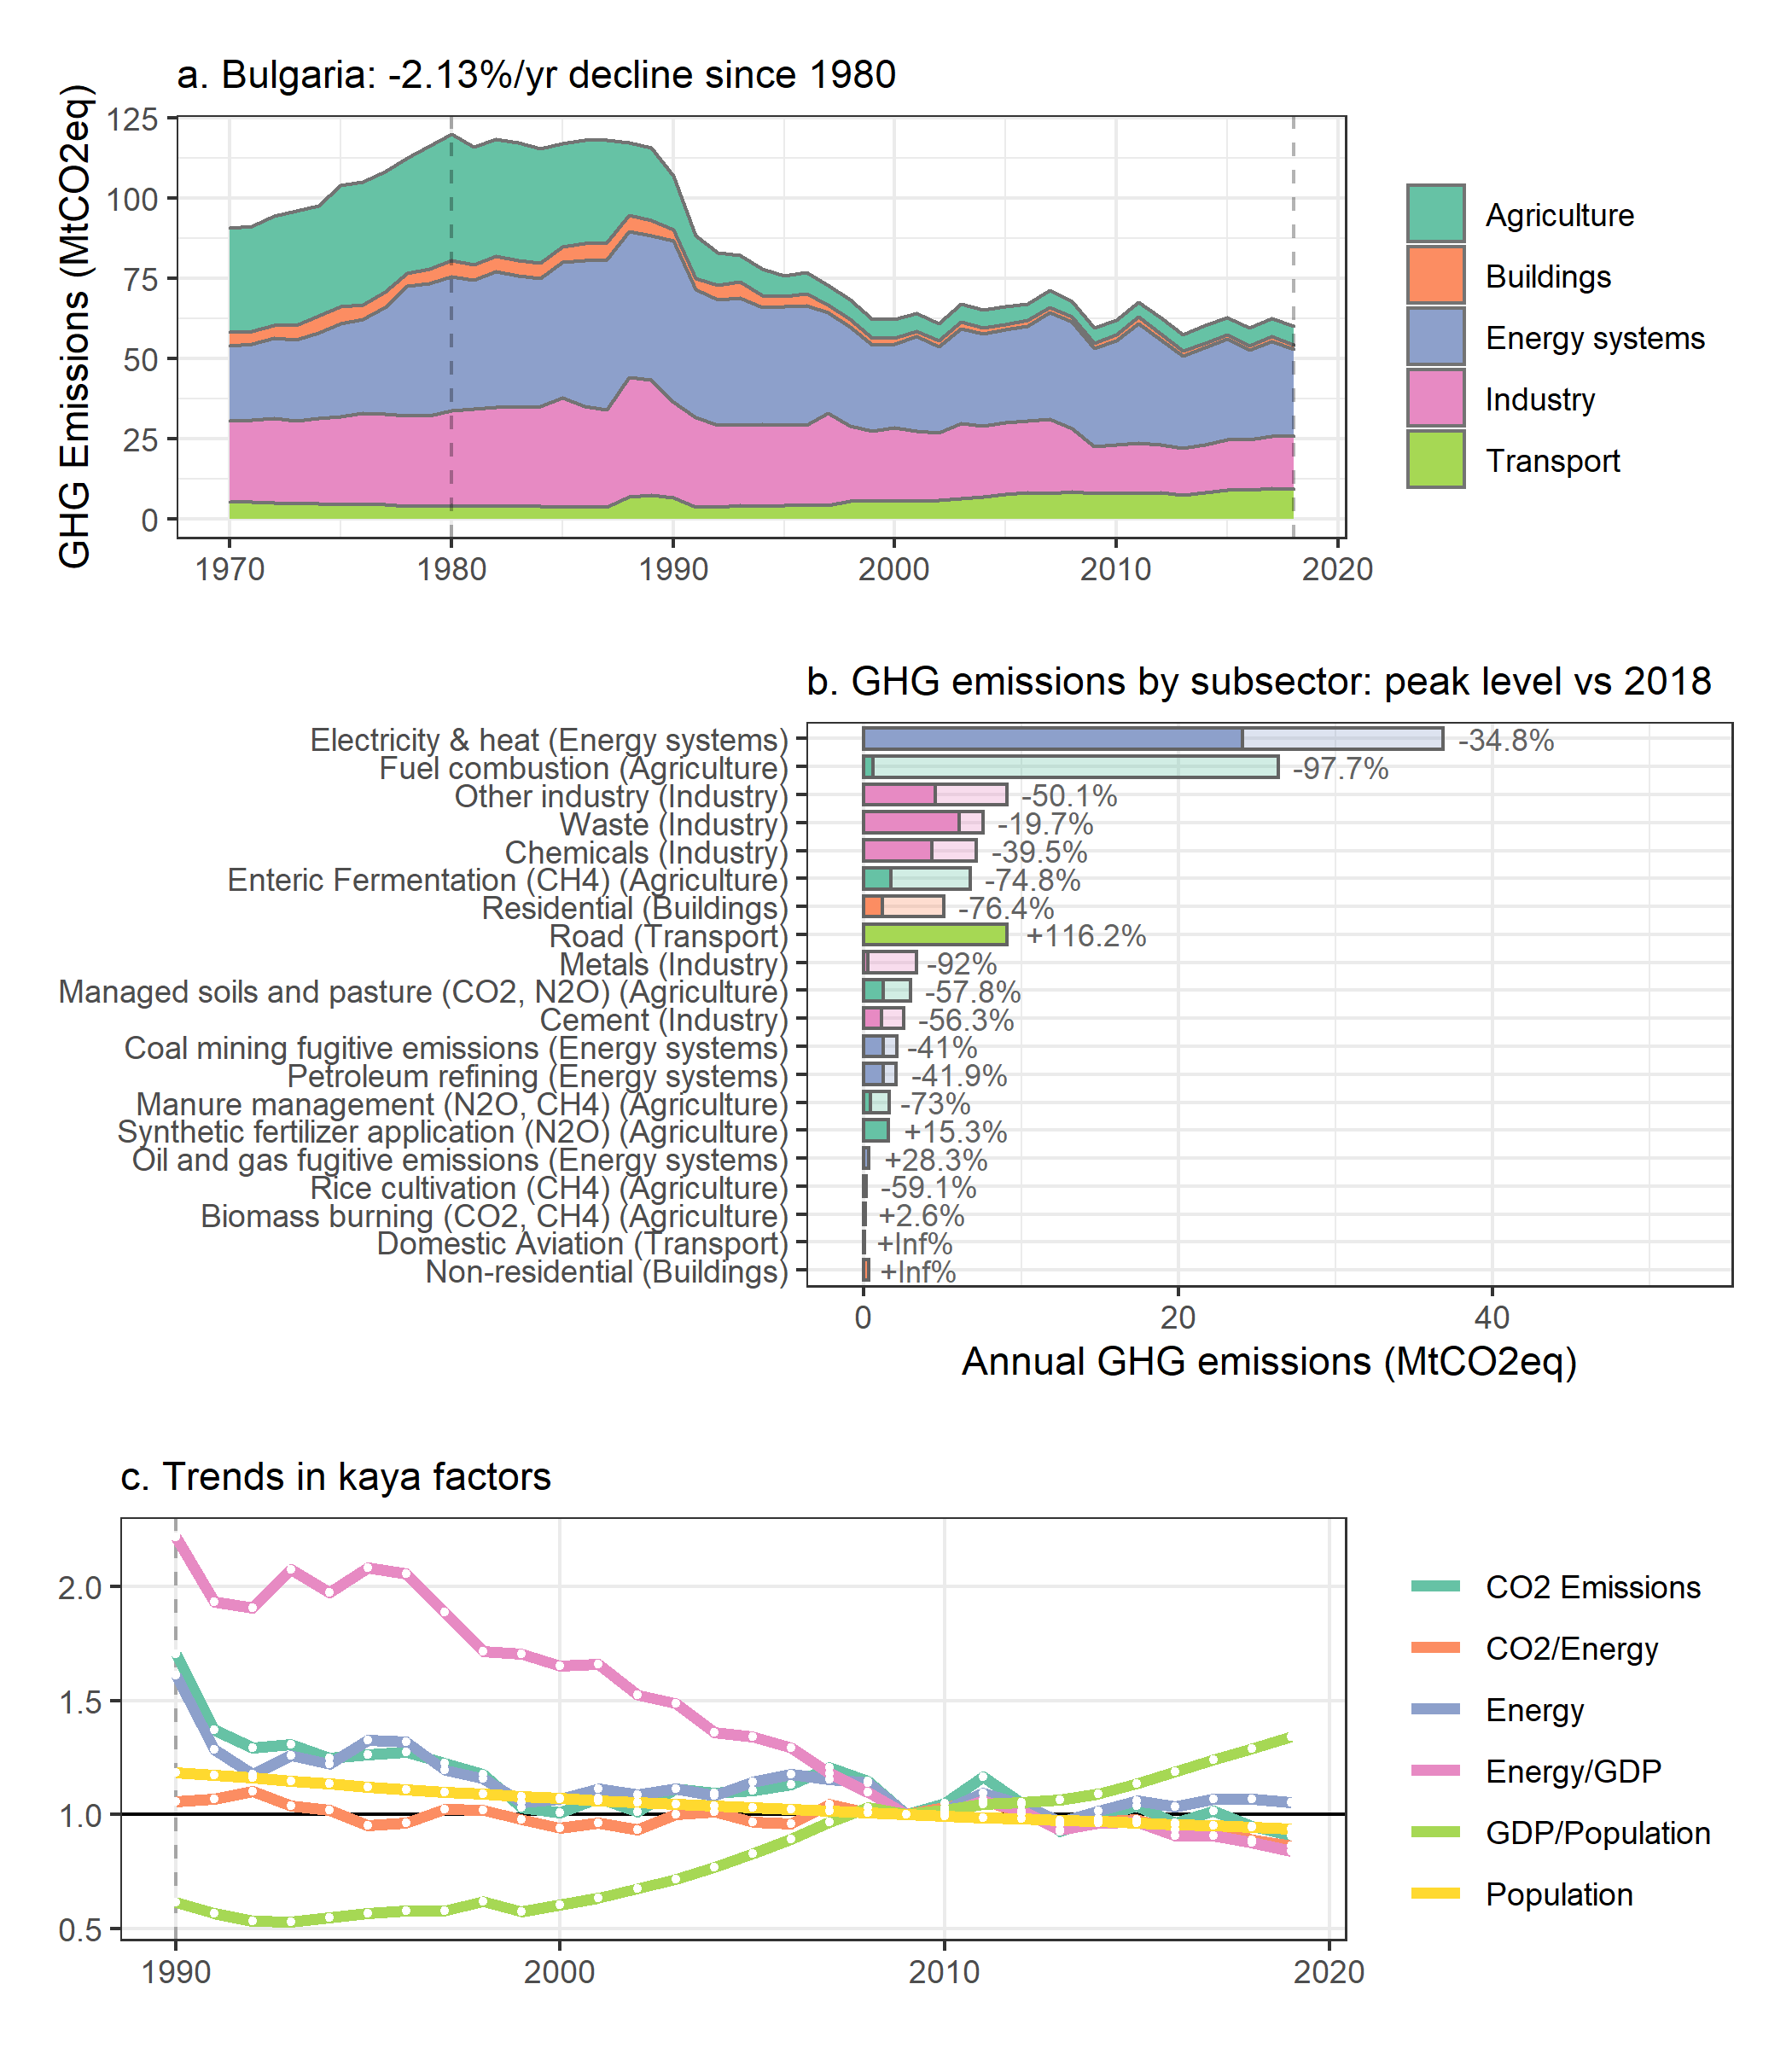 a. Bulgaria: -2.13%/yr decline since 1980
GHG Emissions (MtCO2eq)
125
100
75
50
25
0
1970 1980 1990 2000 2010 2020
Agriculture
Buildings
Energy systems
Industry
Transport
b. GHG emissions by subsector: peak level vs 2018
Electricity & heat (Energy systems) -34.8%
Fuel combustion (Agriculture) -97.7%
Other industry (Industry) -50.1%
Waste (Industry) -19.7%
Chemicals (Industry) -39.5%
Enteric Fermentation (CH4) (Agriculture) -74.8%
Residential (Buildings) -76.4%
Road (Transport) +116.2%
Metals (Industry) -92%
Managed soils and pasture (CO2, N2O) (Agriculture) -57.8%
Cement (Industry) -56.3%
Coal mining fugitive emissions (Energy systems) -41%
Petroleum refining (Energy systems) -41.9%
Manure management (N2O, CH4) (Agriculture) -73%
Synthetic fertilizer application (N2O) (Agriculture) +15.3%
Oil and gas fugitive emissions (Energy systems) +28.3%
Rice cultivation (CH4) (Agriculture) -59.1%
Biomass burning (CO2, CH4) (Agriculture) +2.6%
Domestic Aviation (Transport) +Inf%
Non-residential (Buildings) +Inf%
0 20 40
Annual GHG emissions (MtCO2eq)
c. Trends in kaya factors
2.0
1.5
1.0
0.5
1990 2000 2010 2020
CO2 Emissions
CO2/Energy
Energy
Energy/GDP
GDP/Population
Population